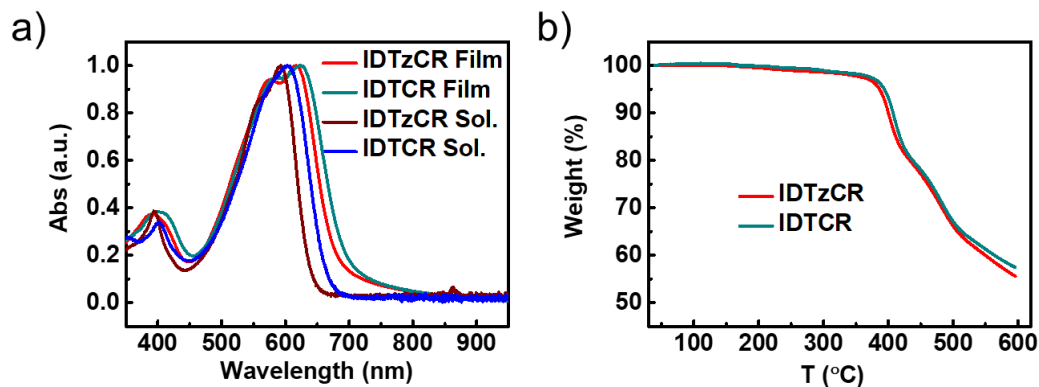 a)
IDTzCR Film
IDTCR Film
IDTzCR Sol.
IDTCR Sol.
1.0
0.8
0.6
0.4
0.2
0.0
Abs (a.u.)
400 500 600 700 800 900
Wavelength (nm)
b)
100
90
80
70
60
50
Weight (%)
IDTzCR
IDTCR
100 200 300 400 500 600
T (°C)